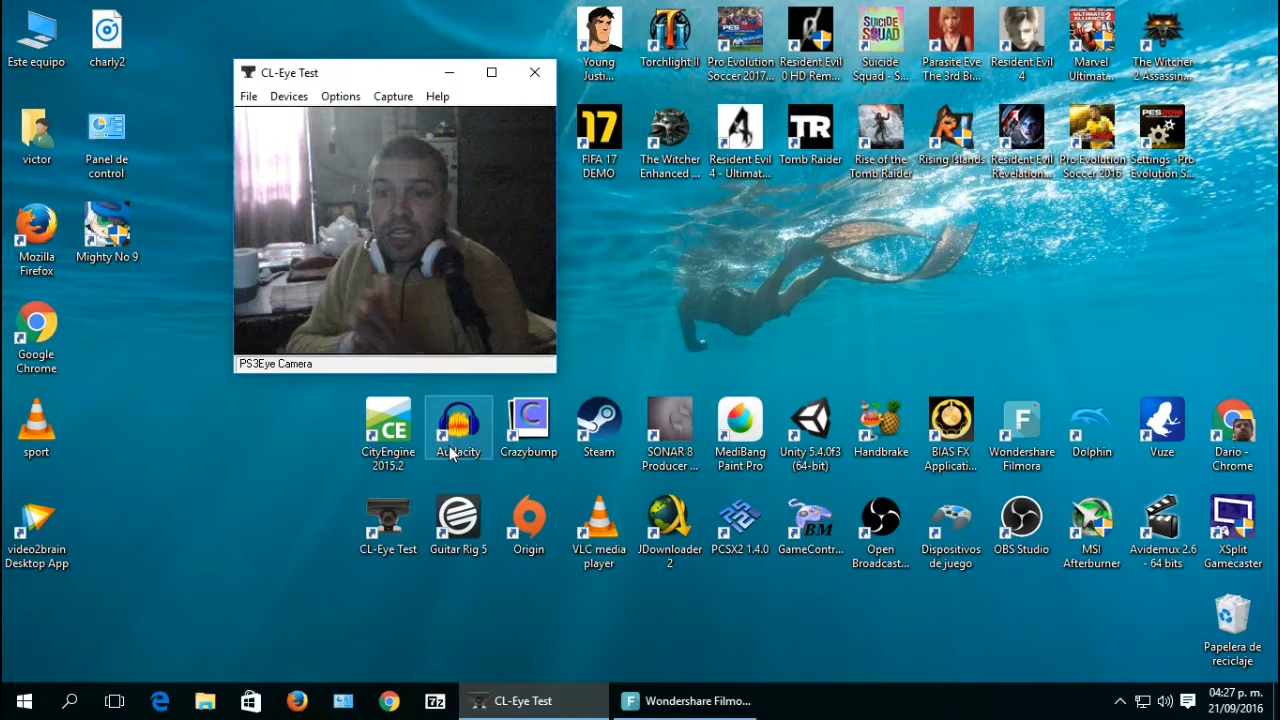 Este equipo
charly2
victor
Panel de
control
Mozilla
Firefox
Mighty No 9
Google
Chrome
sport
video2brain
Desktop App
CL-Eye Test
File Devices Options Capture Help
PS3Eye Camera
Young
Justi...
Torchlight II
Pro Evolution
Soccer 2017...
Resident Evil
0 HD Rem...
SUICIDE
SQUAD
Suicide
Squad - S...
Parasite Eve
The 3rd Bi...
Resident Evil
4
Marvel
Ultimat...
The Witcher
2 Assassin...
17
FIFA 17
DEMO
The Witcher
Enhanced ...
Resident Evil
4 - Ultimat...
TR
Tomb Raider
Rise of the
Tomb Raider
Rising Islands
Resident Evil
Revelation...
Pro Evolution
Soccer 2016
Settings -Pro
Evolution S...
CE
CityEngine
2015.2
Audacity
C
Crazybump
Steam
SONAR 8
Producer ...
MediBang
Paint Pro
Unity 5.4.0f3
(64-bit)
Handbrake
BIAS FX
Applicati...
F
Wondershare
Filmora
Dolphin
Vuze
Dario -
Chrome
CL-Eye Test
Guitar Rig 5
Origin
VLC media
player
JDownloader
2
PCSX2 1.4.0
BM
GameContr...
Open
Broadcast...
Dispositivos
de juego
OBS Studio
MSI
Afterburner
Avidemux 2.6
- 64 bits
XSplit
Gamecaster
Papelera de
reciclaje
7z
CL-Eye Test
F
Wondershare Filmo...
04:27 p. m.
21/09/2016